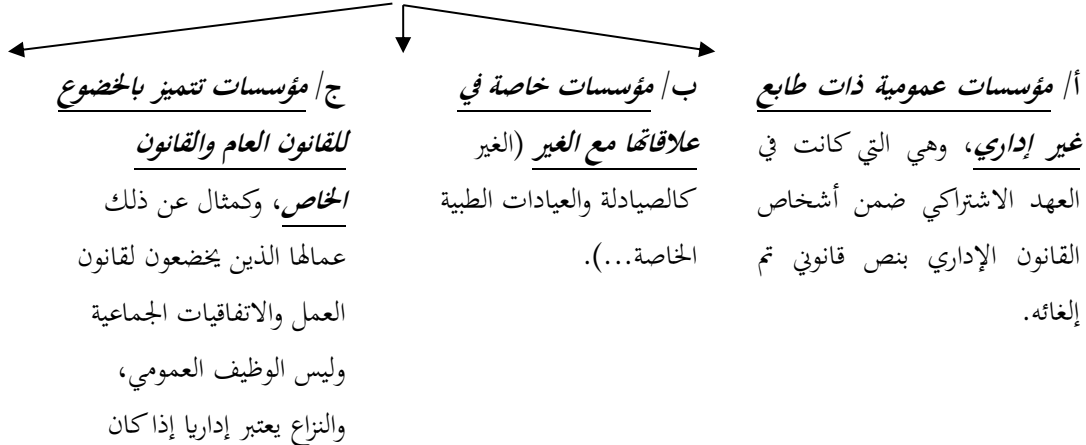 أ/ مؤسسات عمومية ذات طابع
غير إداري، وهي التي كانت في
العهد الاشتراكي ضمن أشخاص
القانون الإداري بنص قانوني تم
إلغائه.
ب/ مؤسسات خاصة في
علاقاتها مع الغير (الغير
كالصيادلة والعيادات الطبية
الخاصة...).
ج/ مؤسسات تتميز بالخضوع
للقانون العام والقانون
الخاص، وكمثال عن ذلك
عمالها الذين يخضعون لقانون
العمل والاتفاقيات الجماعية
وليس الوظيف العمومي،
والنزاع يعتبر إداريا إذا كان